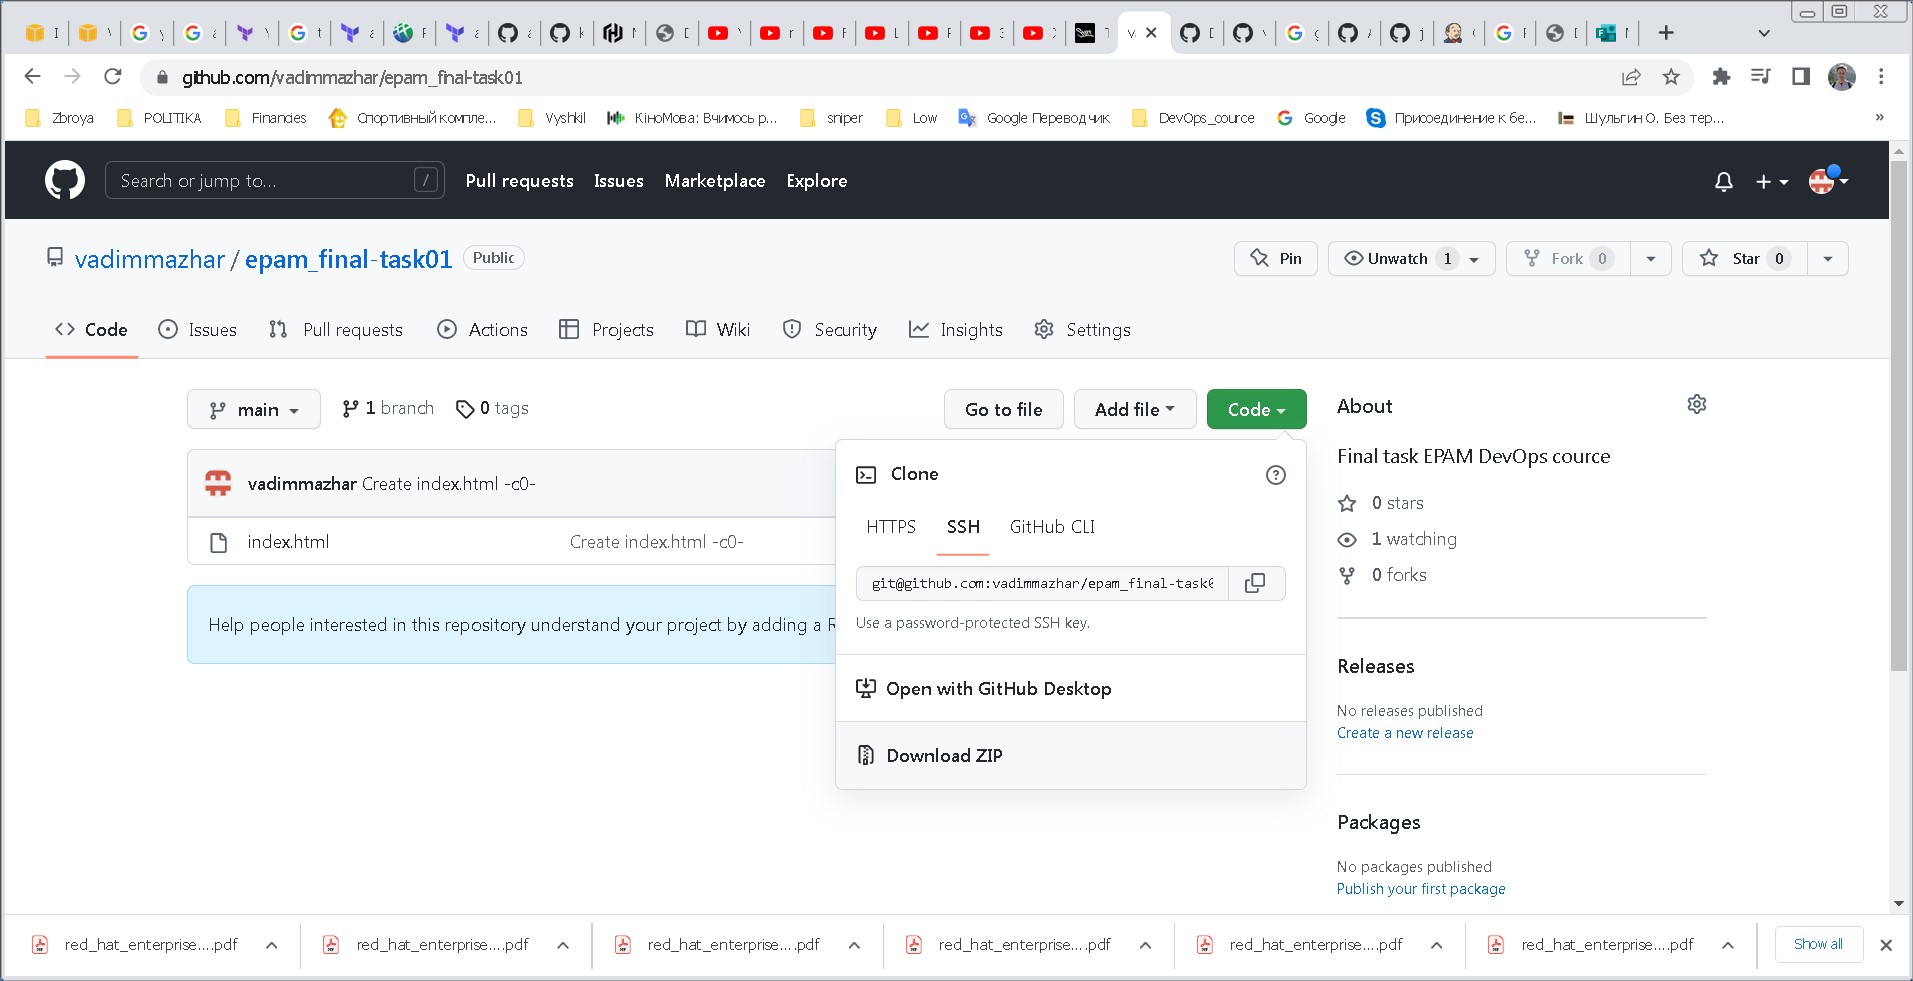 github.com/vadimmazhar/epam_final-task01
Zbroya POLITIKA Financies Спортивный компле... Vyshkil КіноМова: Вчимось р... sniper Low Google Переводчик DevOps_cource Google Присоединение к бе... Шульгин О. Без тер... »
Search or jump to... / Pull requests Issues Marketplace Explore
vadimmazhar / epam_final-task01 Public Pin Unwatch 1 Fork 0 Star 0
Code Issues Pull requests Actions Projects Wiki Security Insights Settings
main 1 branch 0 tags Go to file Add file Code
vadimmazhar Create index.html -c0-
index.html Create index.html -c0-
Help people interested in this repository understand your project by adding a
Clone
HTTPS SSH GitHub CLI
git@github.com:vadimmazhar/epam_final-task
Use a password-protected SSH key.
Open with GitHub Desktop
Download ZIP
About
Final task EPAM DevOps cource
0 stars
1 watching
0 forks
Releases
No releases published
Create a new release
Packages
No packages published
Publish your first package
red_hat_enterprise....pdf red_hat_enterprise....pdf red_hat_enterprise....pdf red_hat_enterprise....pdf red_hat_enterprise....pdf red_hat_enterprise....pdf Show all